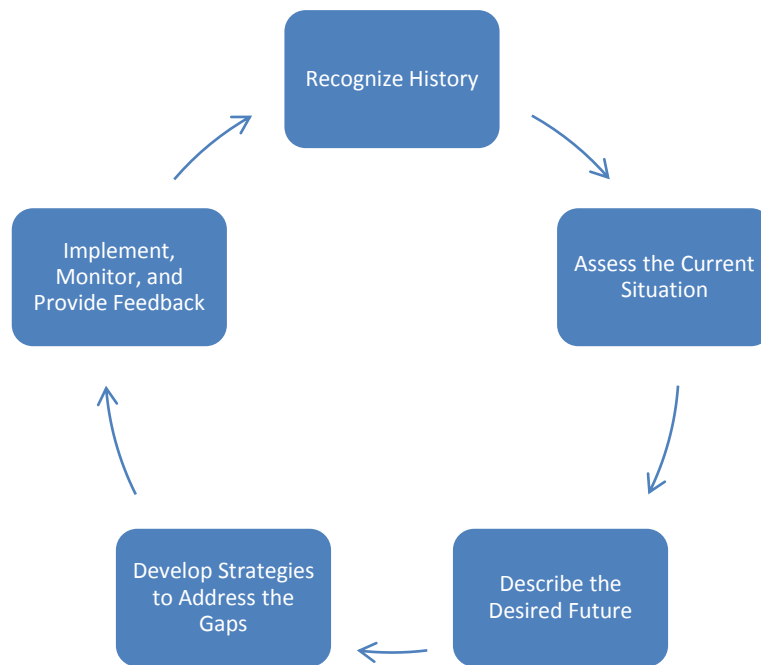 Recognize History
Assess the Current
Situation
Describe the
Desired Future
Develop Strategies
to Address the
Gaps
Implement,
Monitor, and
Provide Feedback